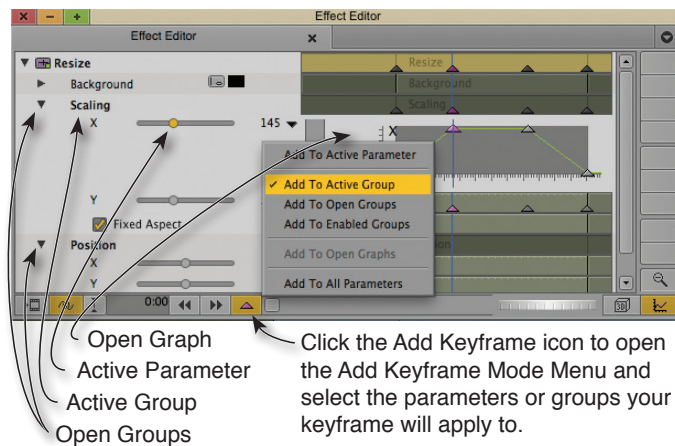 Effect Editor
Effect Editor
Resize
Resize
Background
Background
Scaling
Scaling
X
145
X
Add To Active Parameter
Add To Active Group
Add To Open Groups
Add To Enabled Groups
Add To Open Graphs
Add To All Parameters
Y
Fixed Aspect
Position
X
Y
0:00
3D
Open Graph
Active Parameter
Active Group
Open Groups
Click the Add Keyframe icon to open
the Add Keyframe Mode Menu and
select the parameters or groups your
keyframe will apply to.